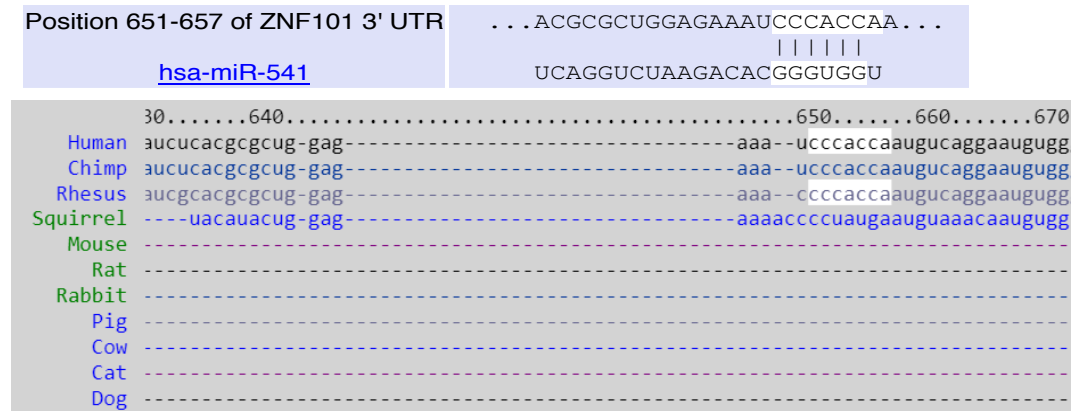 Position 651-657 of ZNF101 3' UTR ...ACGCGCUGGAGAAAUCCCACCAA...
||||||
hsa-miR-541 UCAGGUCUAAGACACGGGUGGU
30.......640............................................650.......660.......670
Human aucucacgcgcug-gag----------------------------------aaa--ucccaccaaugucaggaaugugg
Chimp aucucacgcgcug-gag----------------------------------aaa--ucccaccaaugucaggaaugugg
Rhesus aucgcacgcgcug-gag----------------------------------aaa--ccccaccaaugucaggaaugugg
Squirrel ----uacauacug-gag----------------------------------aaaaccccuaugaauguaaacaaugugg
Mouse -------------------------------------------------------------------------------
Rat -------------------------------------------------------------------------------
Rabbit -------------------------------------------------------------------------------
Pig -------------------------------------------------------------------------------
Cow -------------------------------------------------------------------------------
Cat -------------------------------------------------------------------------------
Dog -------------------------------------------------------------------------------